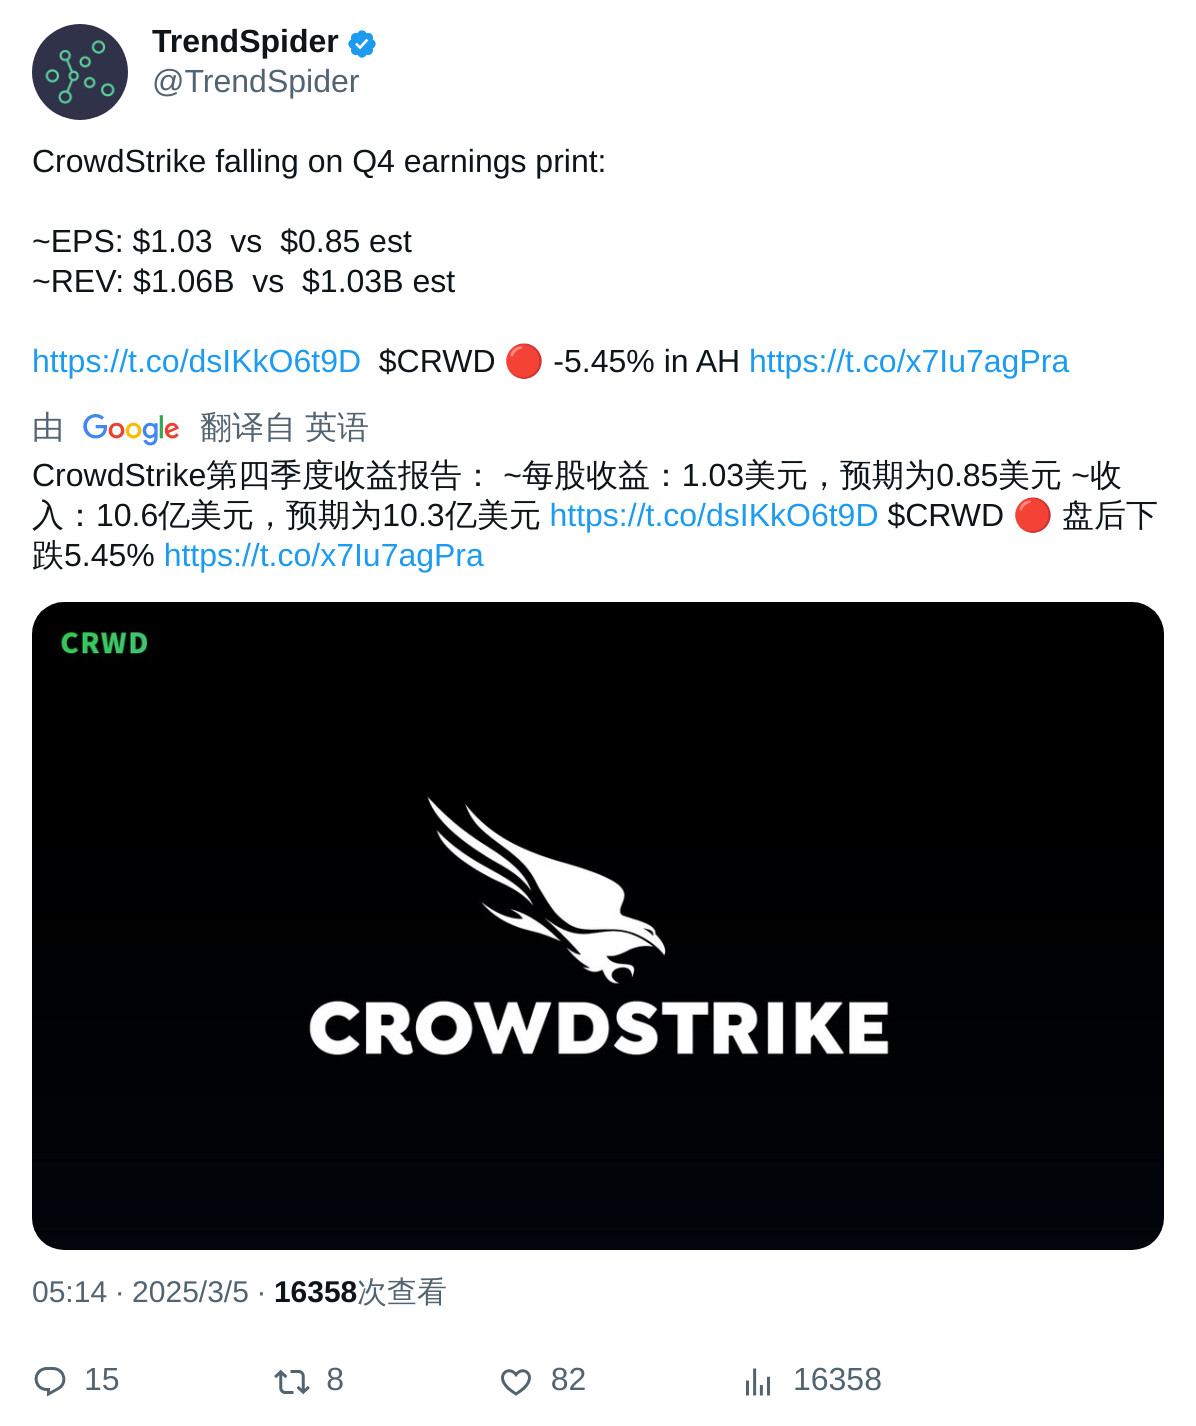 TrendSpider
@TrendSpider
CrowdStrike falling on Q4 earnings print:
~EPS: $1.03  vs  $0.85 est
~REV: $1.06B  vs  $1.03B est
https://t.co/dsIKkO6t9D  $CRWD 🔴 -5.45% in AH https://t.co/x7Iu7agPra
由 Google 翻译自 英语
CrowdStrike第四季度收益报告： ~每股收益：1.03美元，预期为0.85美元 ~收
入：10.6亿美元，预期为10.3亿美元 https://t.co/dsIKkO6t9D $CRWD 🔴 盘后下
跌5.45% https://t.co/x7Iu7agPra
CRWD
CROWDSTRIKE
05:14 · 2025/3/5 · 16358次查看
15 8 82 16358